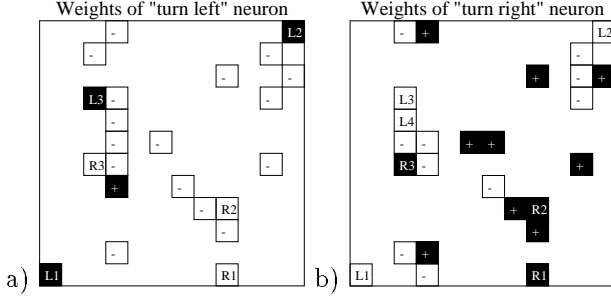 Weights of "turn left" neuron
- L2
- -
- -
L3 - -
-
- -
R3 - -
+ -
- R2
-
-
a) L1 R1
Weights of "turn right" neuron
- + L2
-
+ - +
L3 -
L4
- - + +
R3 - +
-
+ R2
+
- +
b) L1 - R1